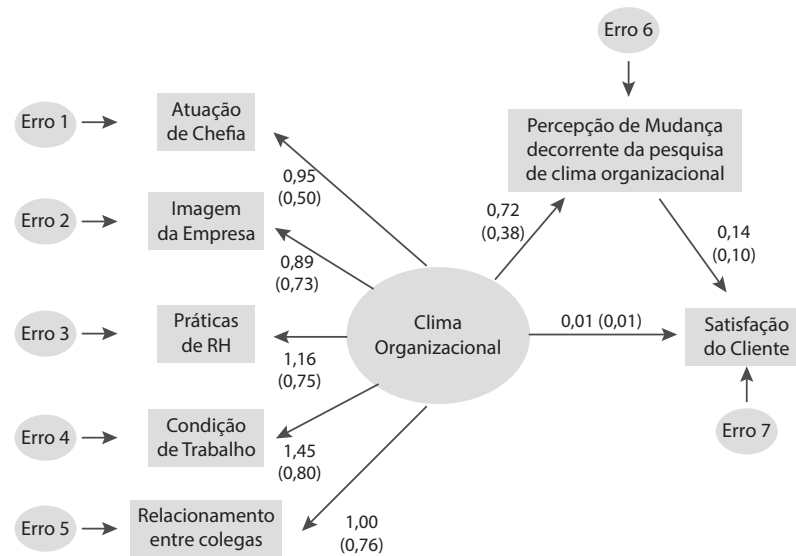 Erro 6
Erro 1
Atuação
de Chefia
Percepção de Mudança
decorrente da pesquisa
de clima organizacional
0,95
(0,50)
Erro 2
Imagem
da Empresa
0,72
(0,38)
0,14
(0,10)
0,89
(0,73)
Erro 3
Práticas
de RH
Clima
Organizacional
0,01 (0,01)
Satisfação
do Cliente
1,16
(0,75)
Erro 4
Condição
de Trabalho
1,45
(0,80)
Erro 7
Erro 5
Relacionamento
entre colegas
1,00
(0,76)